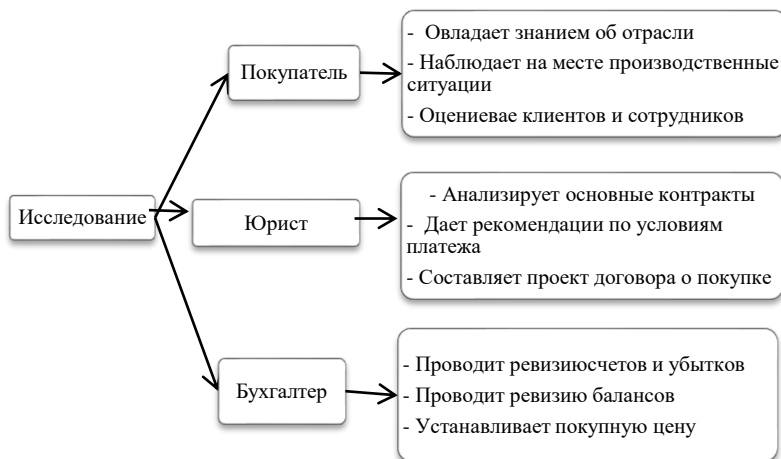 Исследование
Покупатель
- Овладает знанием об отрасли
- Наблюдает на месте производственные
ситуации
- Оцениевае клиентов и сотрудников
Юрист
- Анализирует основные контракты
- Дает рекомендации по условиям
платежа
- Составляет проект договора о покупке
Бухгалтер
- Проводит ревизиюсчетов и убытков
- Проводит ревизию балансов
- Устанавливает покупную цену